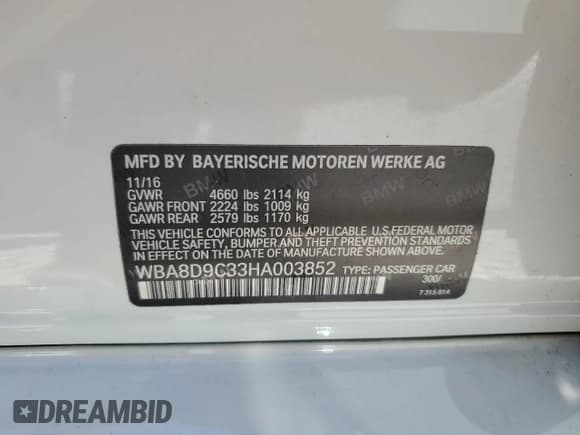 MFD BY BAYERISCHE MOTOREN WERKE AG
11/16
GVWR 4660 lbs 2114 kg
GAWR FRONT 2224 lbs 1009 kg
GAWR REAR 2579 lbs 1170 kg
THIS VEHICLE CONFORMS TO ALL APPLICABLE U.S.FEDERAL MOTOR
VEHICLE SAFETY, BUMPER AND THEFT PREVENTION STANDARDS
IN EFFECT ON THE DATE OF MANUFACTURE SHOWN ABOVE.
WBA8D9C33HA003852 TYPE: PASSENGER CAR
300/
DREAMBID